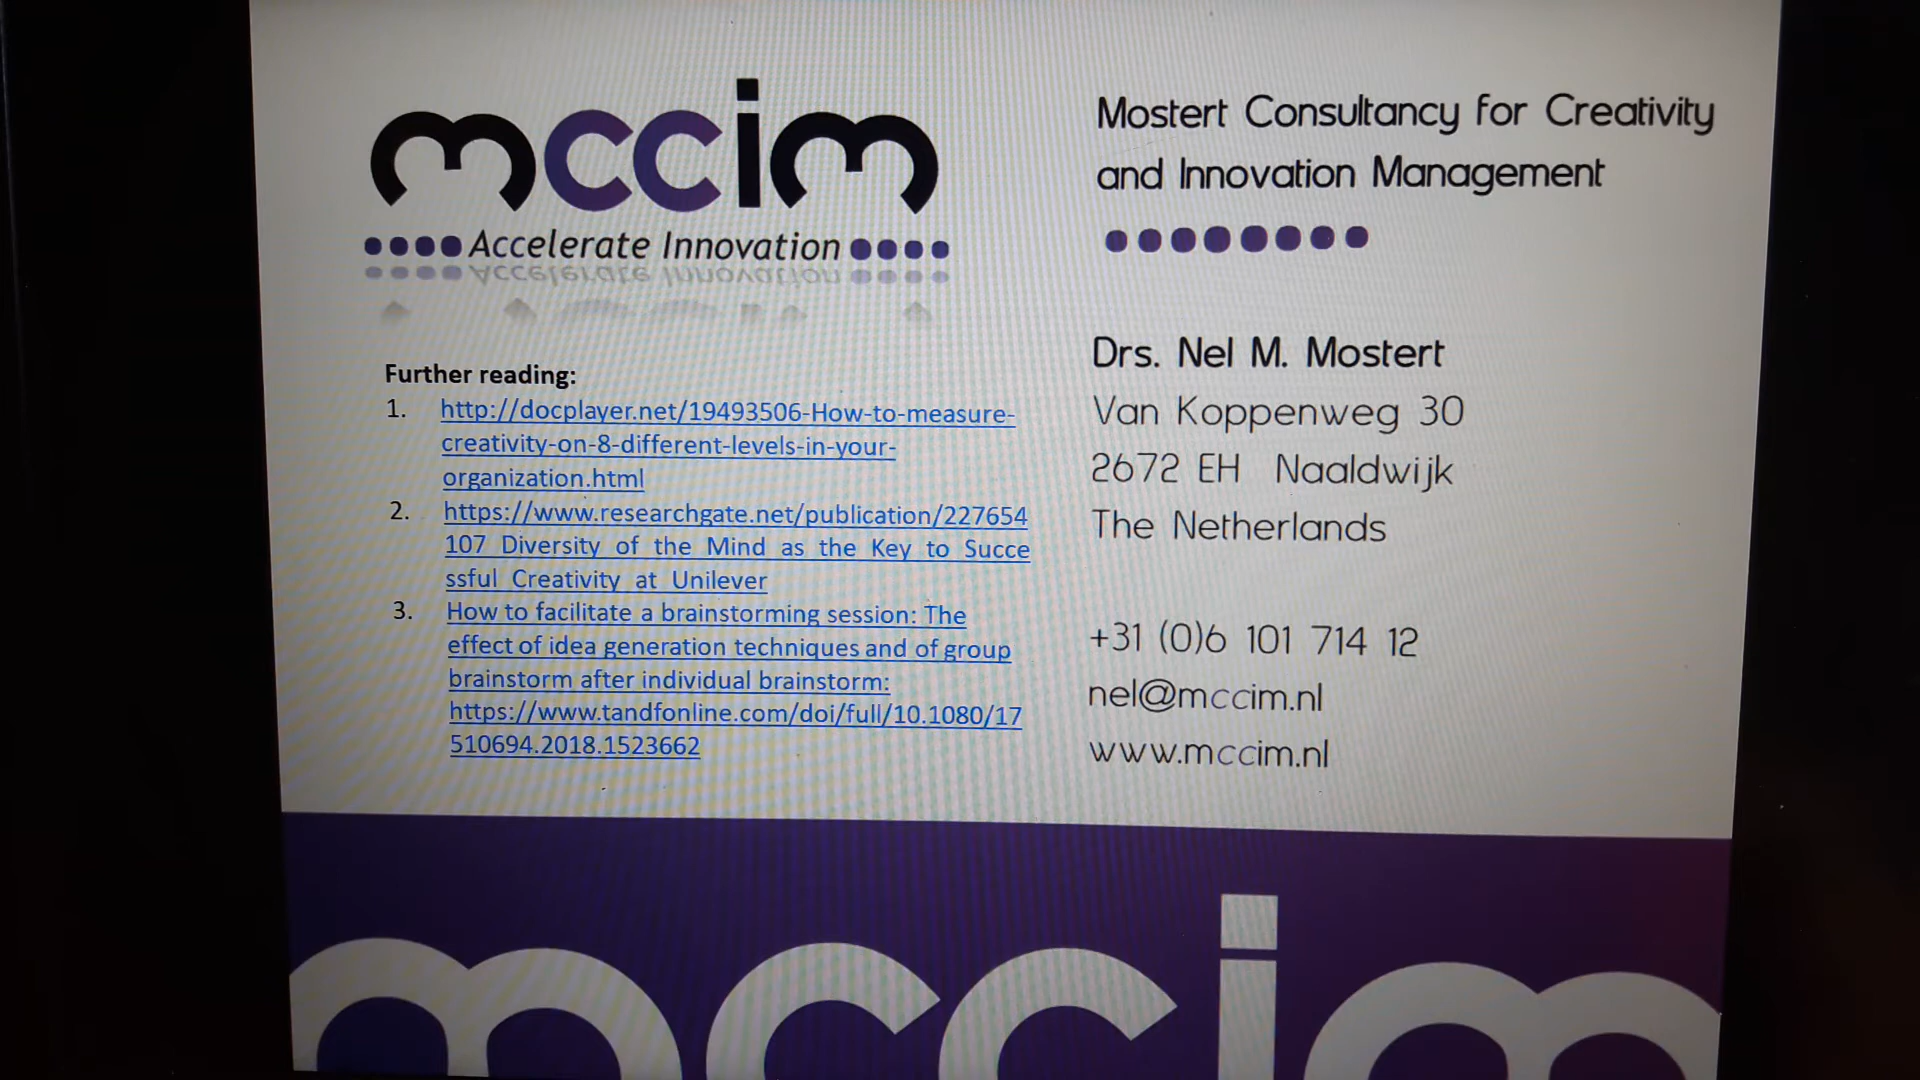 mccim
Accelerate Innovation
Mostert Consultancy for Creativity
and Innovation Management
Further reading:
1. http://docplayer.net/19493506-How-to-measure-
creativity-on-8-different-levels-in-your-
organization.html
2. https://www.researchgate.net/publication/227654
107_Diversity_of_the_Mind_as_the_Key_to_Succe
ssful_Creativity_at_Unilever
3. How to facilitate a brainstorming session: The
effect of idea generation techniques and of group
brainstorm after individual brainstorm:
https://www.tandfonline.com/doi/full/10.1080/17
510694.2018.1523662
Drs. Nel M. Mostert
Van Koppenweg 30
2672 EH Naaldwijk
The Netherlands
+31 (0)6 101 714 12
nel@mccim.nl
www.mccim.nl
mccim